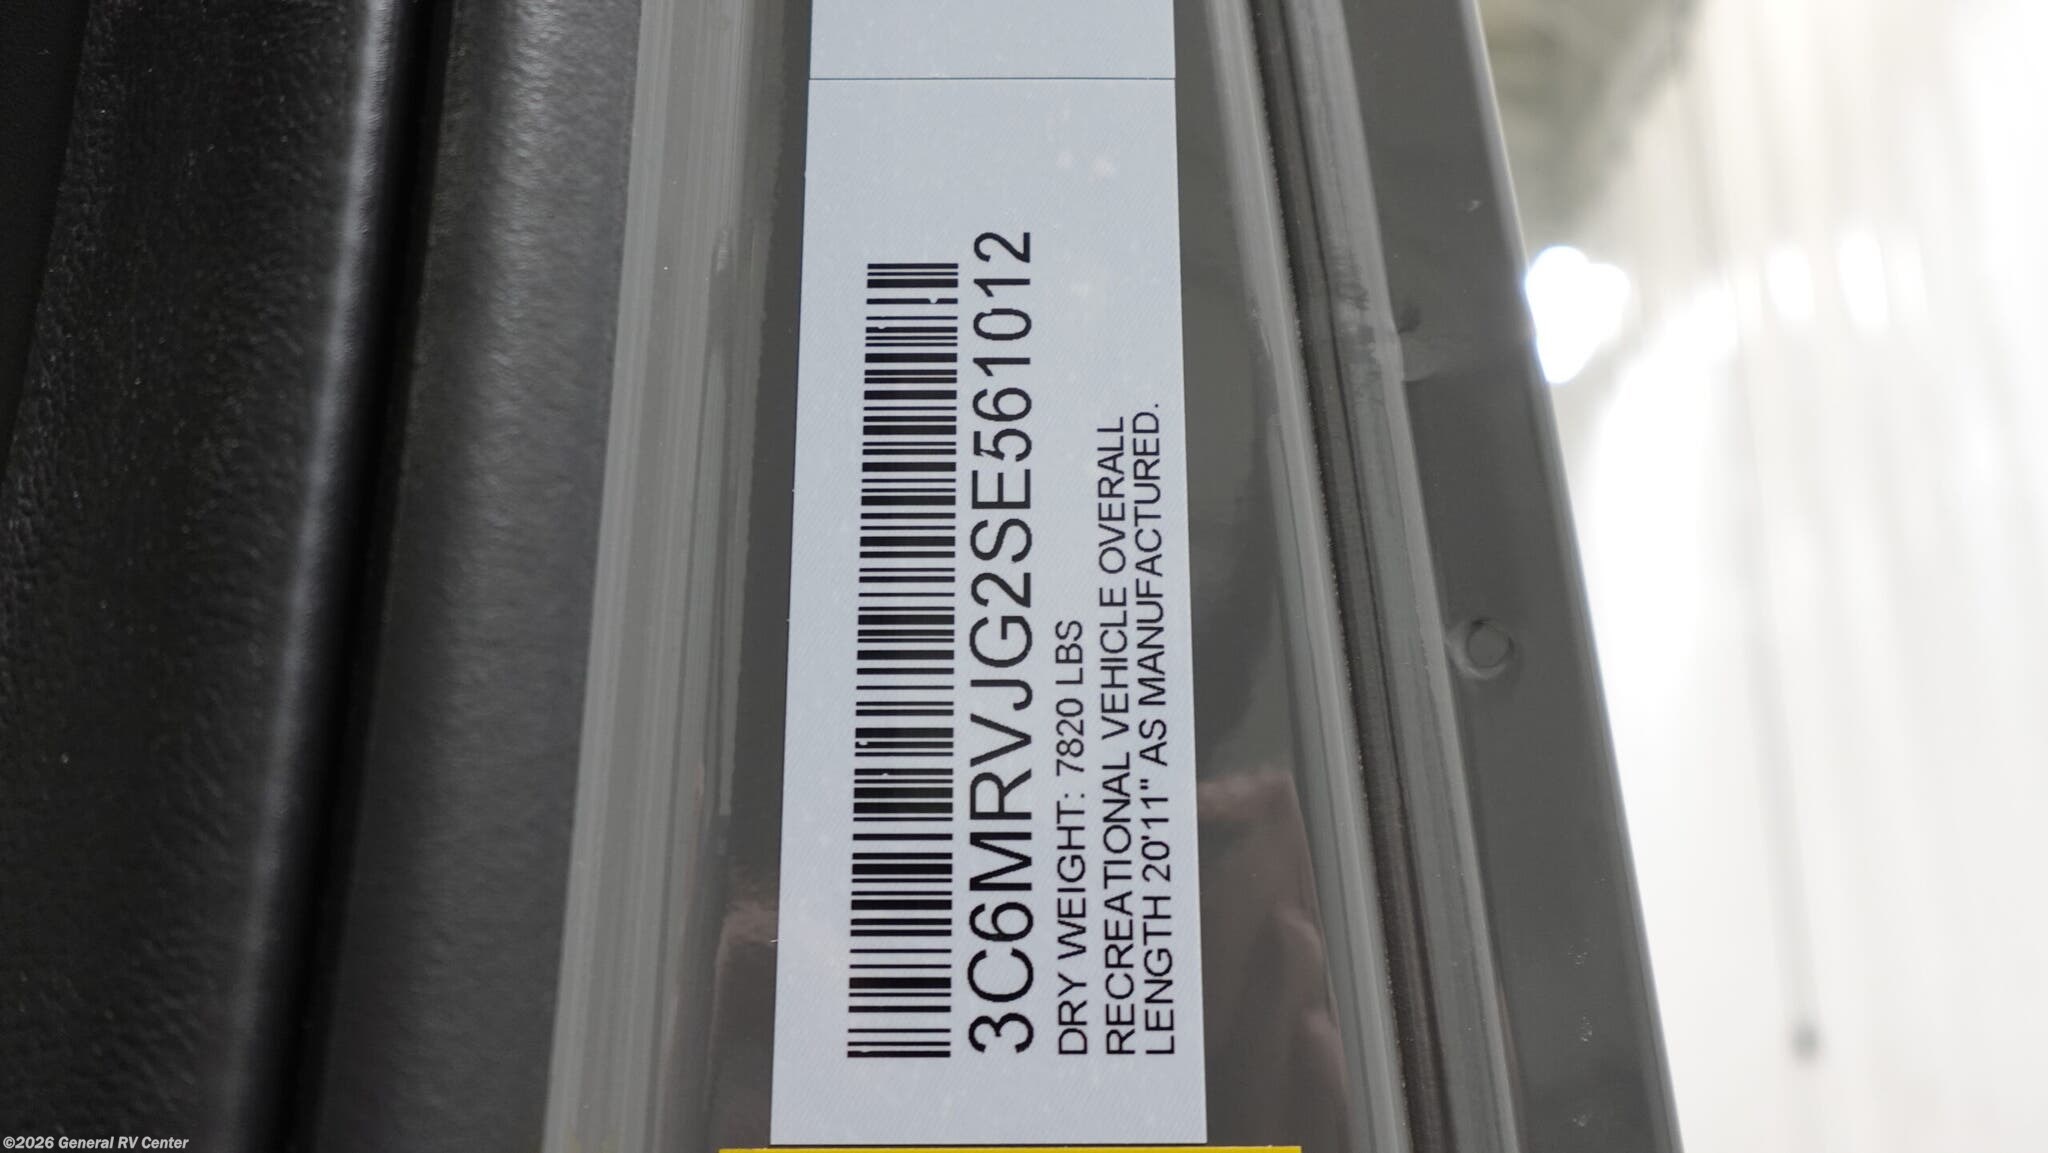 3C6MRVJG2SE561012
DRY WEIGHT: 7820 LBS
RECREATIONAL VEHICLE OVERALL
LENGTH 20'11" AS MANUFACTURED.
©2026 General RV Center